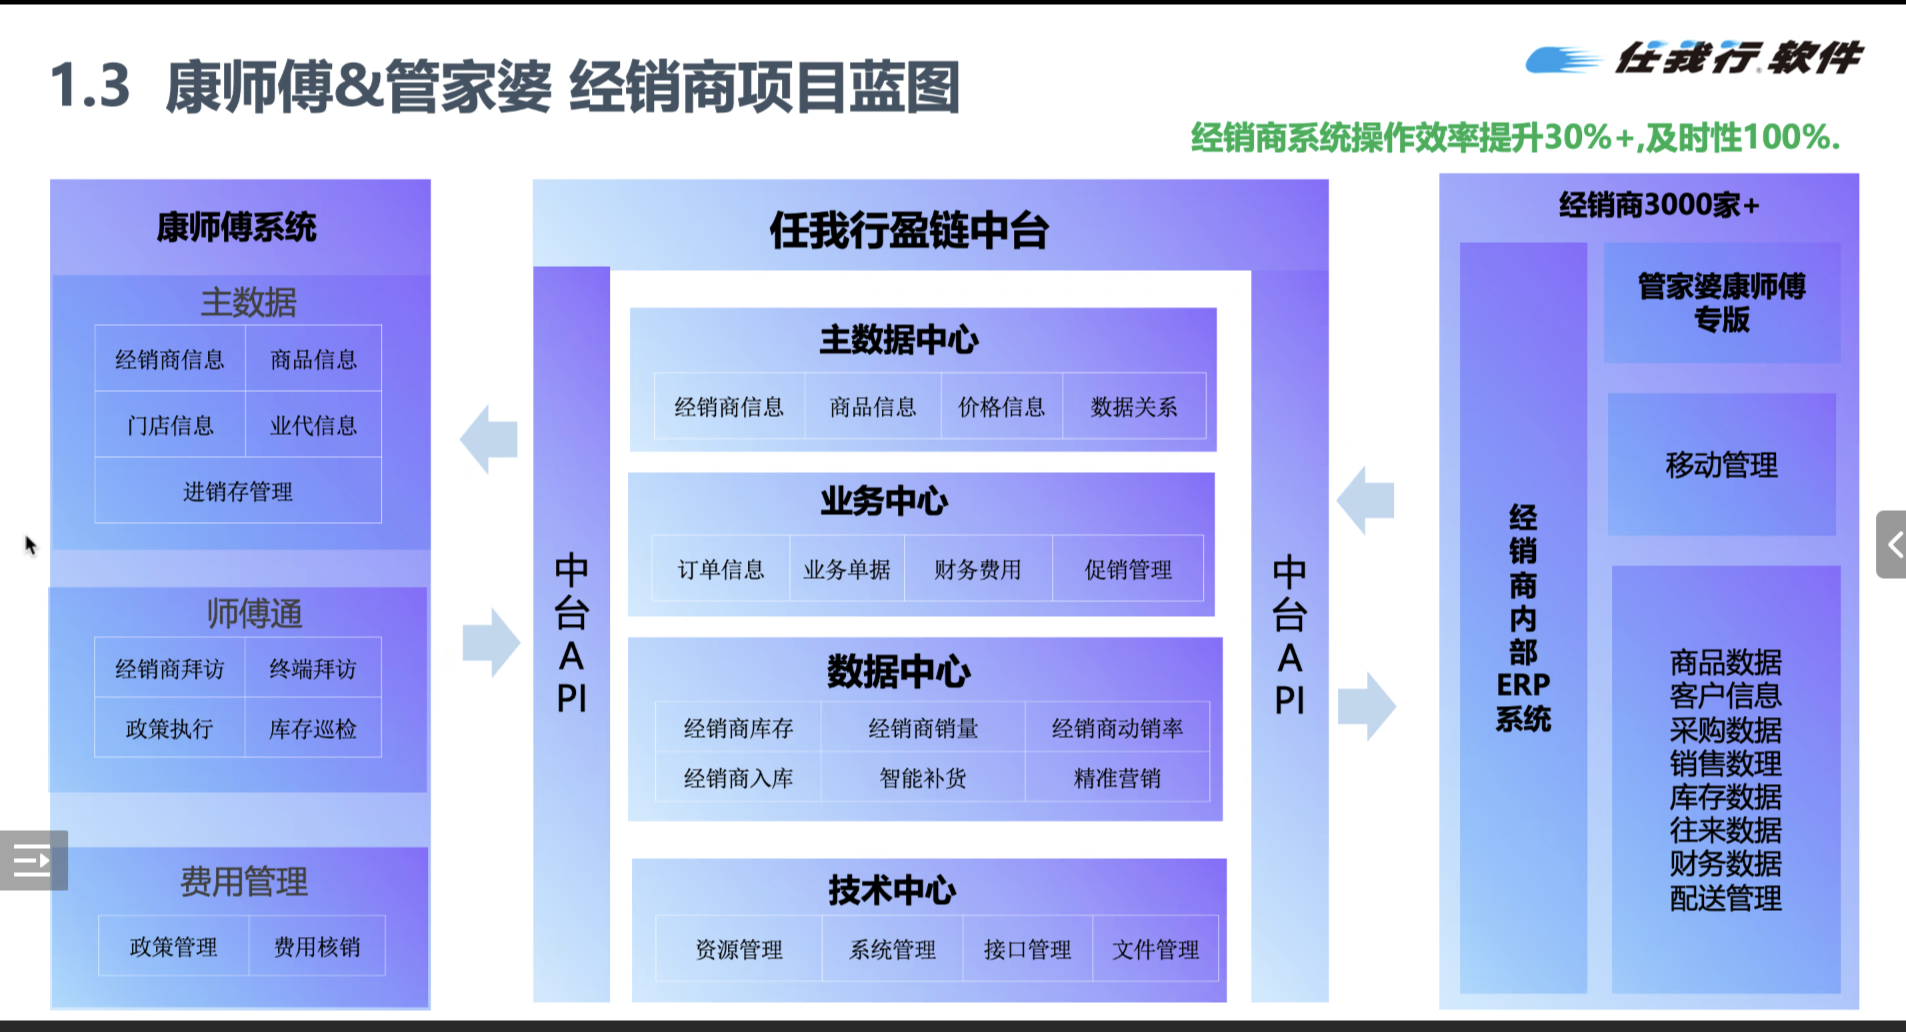 1.3 康师傅&管家婆 经销商项目蓝图
任我行 软件
经销商系统操作效率提升30%+,及时性100%.
康师傅系统
主数据
经销商信息 商品信息
门店信息 业代信息
进销存管理
师傅通
经销商拜访 终端拜访
政策执行 库存巡检
费用管理
政策管理 费用核销
任我行盈链中台
中
台
A
PI
主数据中心
经销商信息 商品信息 价格信息 数据关系
业务中心
订单信息 业务单据 财务费用 促销管理
数据中心
经销商库存 经销商销量 经销商动销率
经销商入库 智能补货 精准营销
技术中心
资源管理 系统管理 接口管理 文件管理
中
台
A
PI
经销商3000家+
经
销
商
内
部
ERP
系统
管家婆康师傅
专版
移动管理
商品数据
客户信息
采购数据
销售数理
库存数据
往来数据
财务数据
配送管理